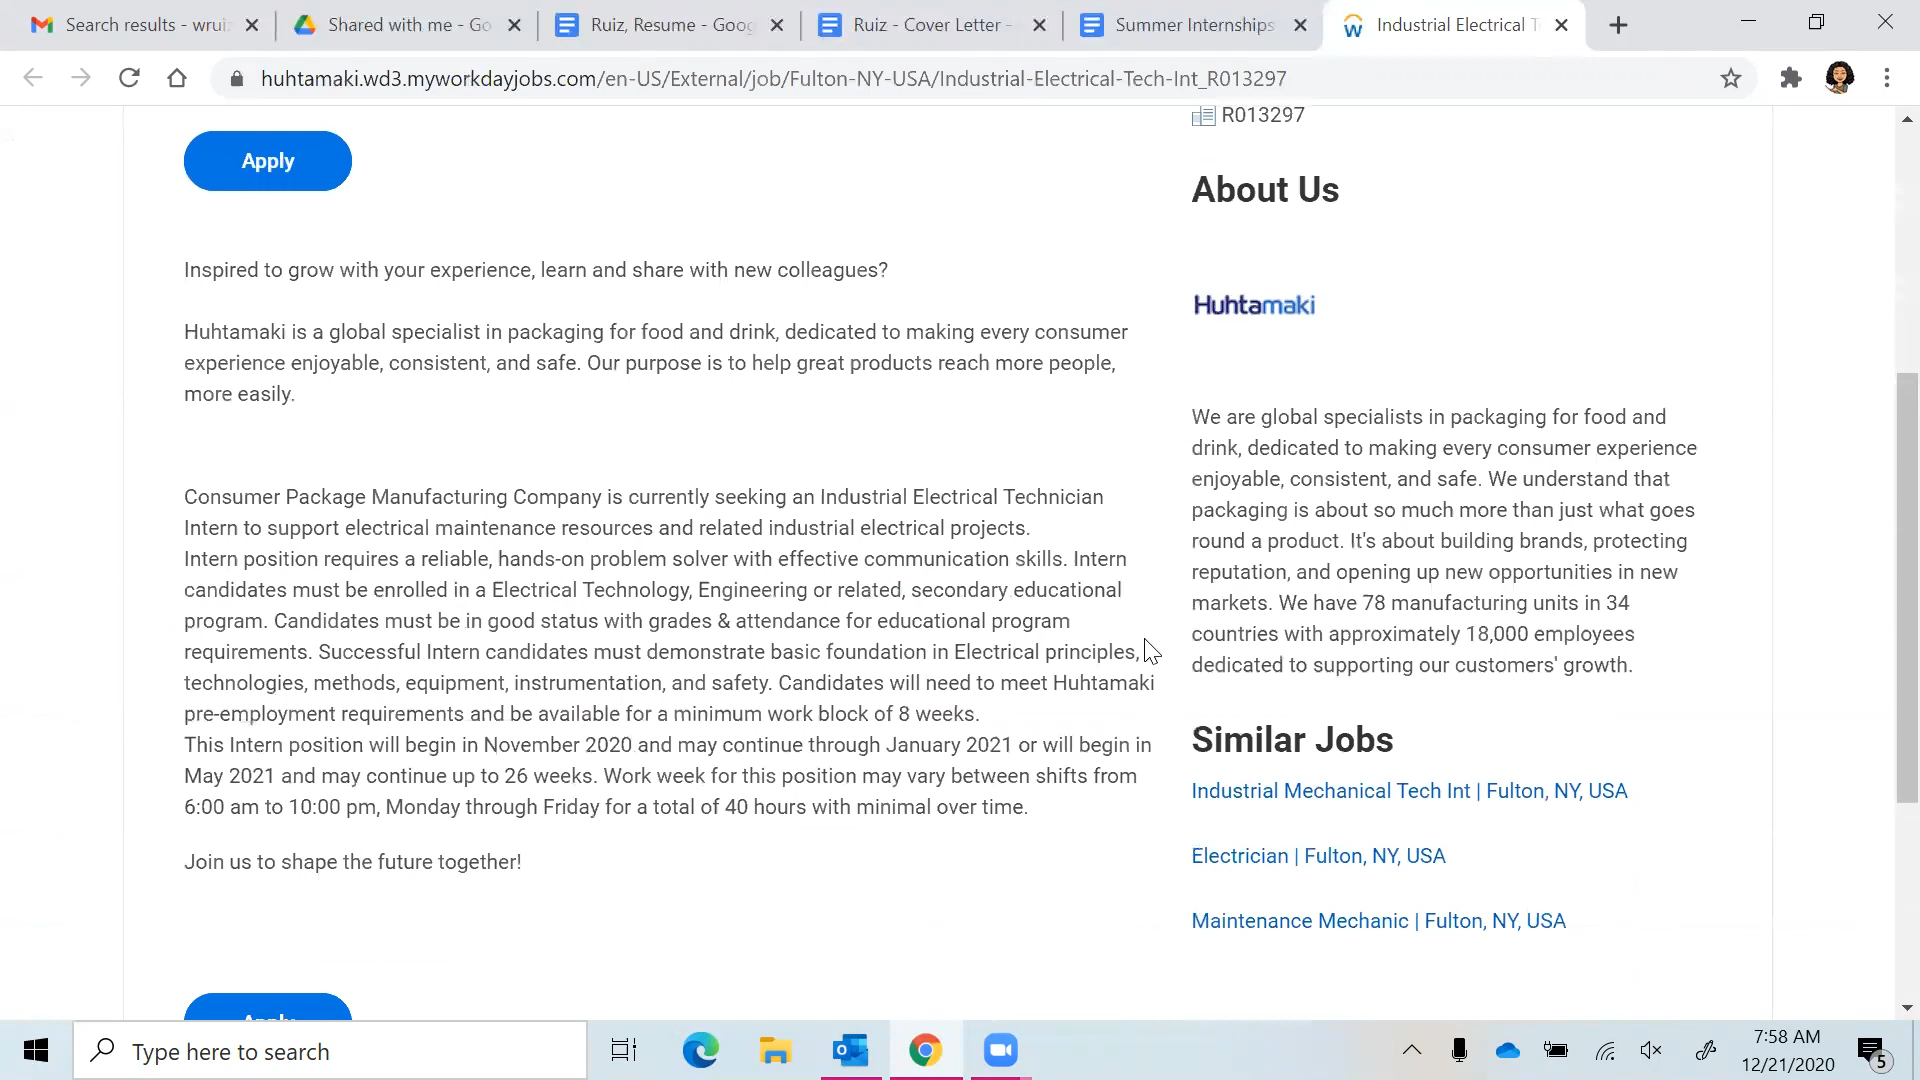 Search results - wrui
Shared with me - Go
Ruiz, Resume - Goog
Ruiz - Cover Letter -
Summer Internships
Industrial Electrical T
huhtamaki.wd3.myworkdayjobs.com/en-US/External/job/Fulton-NY-USA/Industrial-Electrical-Tech-Int_R013297
R013297
Apply
Inspired to grow with your experience, learn and share with new colleagues?
Huhtamaki is a global specialist in packaging for food and drink, dedicated to making every consumer
experience enjoyable, consistent, and safe. Our purpose is to help great products reach more people,
more easily.
Consumer Package Manufacturing Company is currently seeking an Industrial Electrical Technician
Intern to support electrical maintenance resources and related industrial electrical projects.
Intern position requires a reliable, hands-on problem solver with effective communication skills. Intern
candidates must be enrolled in a Electrical Technology, Engineering or related, secondary educational
program. Candidates must be in good status with grades & attendance for educational program
requirements. Successful Intern candidates must demonstrate basic foundation in Electrical principles,
technologies, methods, equipment, instrumentation, and safety. Candidates will need to meet Huhtamaki
pre-employment requirements and be available for a minimum work block of 8 weeks.
This Intern position will begin in November 2020 and may continue through January 2021 or will begin in
May 2021 and may continue up to 26 weeks. Work week for this position may vary between shifts from
6:00 am to 10:00 pm, Monday through Friday for a total of 40 hours with minimal over time.
Join us to shape the future together!
Apply
About Us
Huhtamaki
We are global specialists in packaging for food and
drink, dedicated to making every consumer experience
enjoyable, consistent, and safe. We understand that
packaging is about so much more than just what goes
round a product. It's about building brands, protecting
reputation, and opening up new opportunities in new
markets. We have 78 manufacturing units in 34
countries with approximately 18,000 employees
dedicated to supporting our customers' growth.
Similar Jobs
Industrial Mechanical Tech Int | Fulton, NY, USA
Electrician | Fulton, NY, USA
Maintenance Mechanic | Fulton, NY, USA
Type here to search
7:58 AM
12/21/2020
5